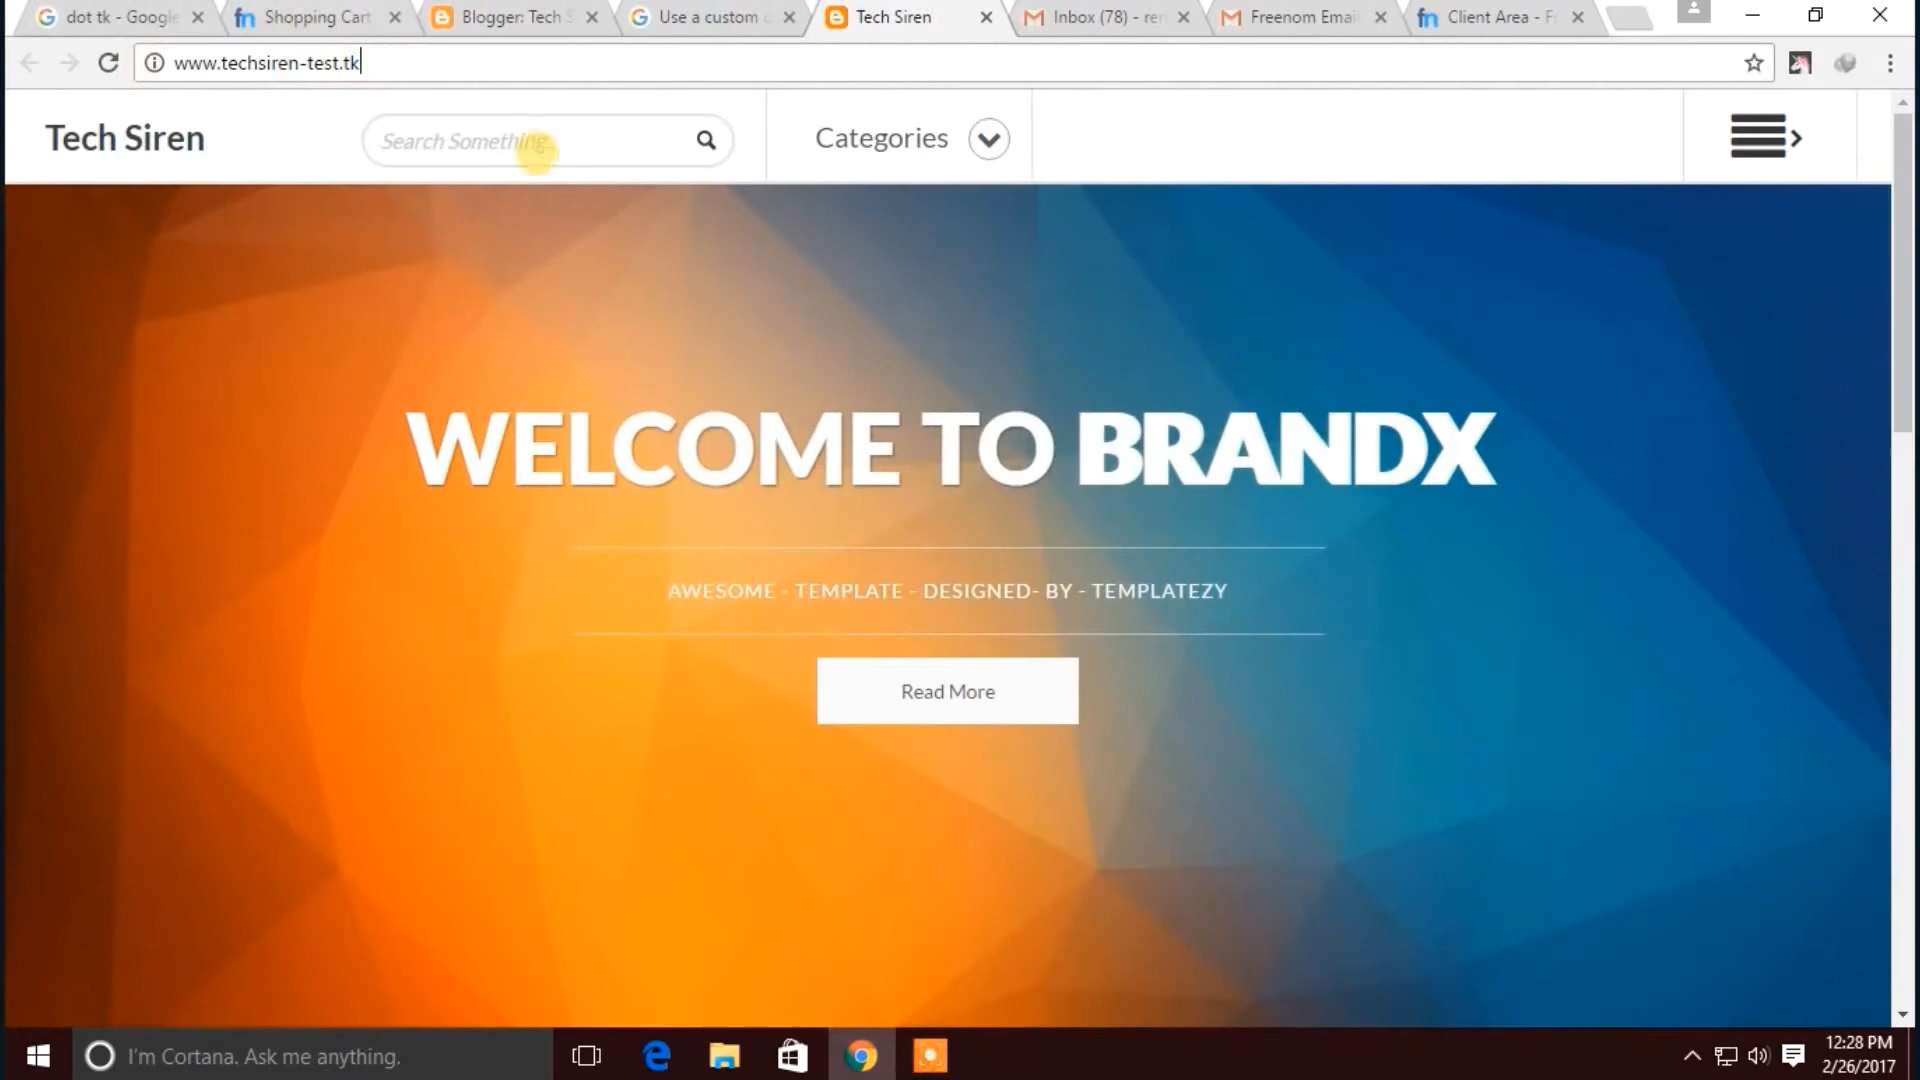 dot tk - Google
Shopping Cart
Blogger: Tech S
Use a custom
Tech Siren
Inbox (78) - re
Freenom Email
Client Area - F
www.techsiren-test.tk
Tech Siren
Search Something...
Categories
WELCOME TO BRANDX
AWESOME - TEMPLATE - DESIGNED- BY - TEMPLATEZY
Read More
I'm Cortana. Ask me anything.
12:28 PM
2/26/2017